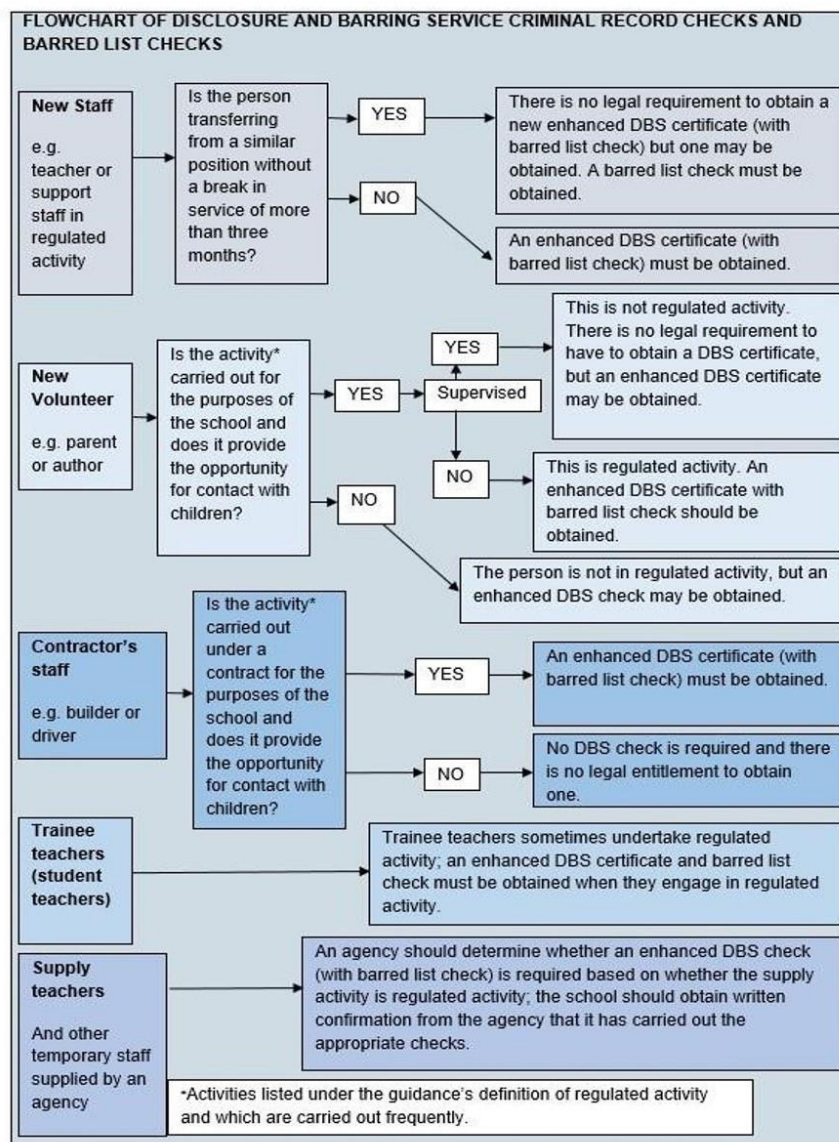 FLOWCHART OF DISCLOSURE AND BARRING SERVICE CRIMINAL RECORD CHECKS AND
BARRED LIST CHECKS
New Staff
e.g.
teacher or
support
staff in
regulated
activity
Is the person
transferring
from a similar
position without
a break in
service of more
than three
months?
YES
There is no legal requirement to obtain a
new enhanced DBS certificate (with
barred list check) but one may be
obtained. A barred list check must be
obtained.
NO
An enhanced DBS certificate (with
barred list check) must be obtained.
New
Volunteer
e.g. parent
or author
Is the activity*
carried out for
the purposes of
the school and
does it provide
the opportunity
for contact with
children?
YES
Supervised
YES
This is not regulated activity.
There is no legal requirement to
have to obtain a DBS certificate,
but an enhanced DBS certificate
may be obtained.
NO
This is regulated activity. An
enhanced DBS certificate with
barred list check should be
obtained.
NO
The person is not in regulated activity, but an
enhanced DBS check may be obtained.
Contractor's
staff
e.g. builder or
driver
Is the activity*
carried out
under a
contract for the
purposes of the
school and
does it provide
the opportunity
for contact with
children?
YES
An enhanced DBS certificate (with
barred list check) must be obtained.
NO
No DBS check is required and there
is no legal entitlement to obtain
one.
Trainee
teachers
(student
teachers)
Trainee teachers sometimes undertake regulated
activity; an enhanced DBS certificate and barred list
check must be obtained when they engage in regulated
activity.
Supply
teachers
And other
temporary staff
supplied by an
agency
An agency should determine whether an enhanced DBS check
(with barred list check) is required based on whether the supply
activity is regulated activity; the school should obtain written
confirmation from the agency that it has carried out the
appropriate checks.
*Activities listed under the guidance's definition of regulated activity
and which are carried out frequently.